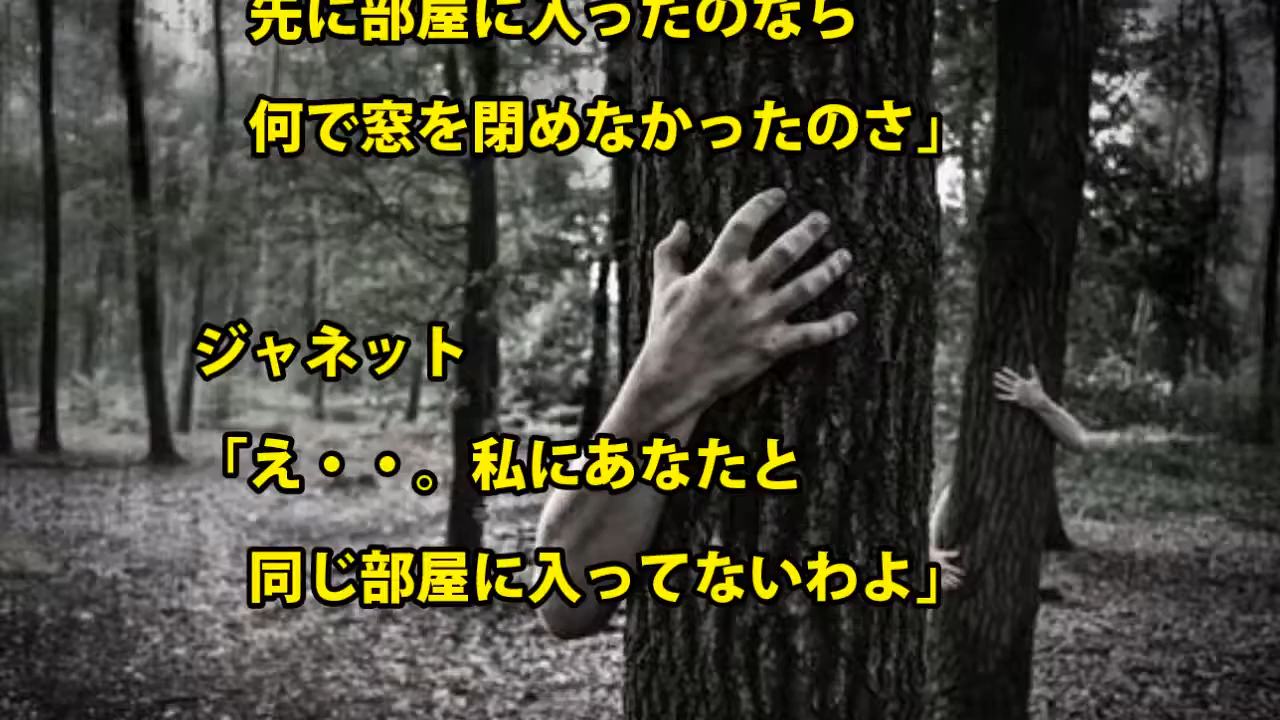 先に部屋に入ったのなら
何で窓を閉めなかったのさ」
ジャネット
「え・・。私にあなたと
同じ部屋に入ってないわよ」